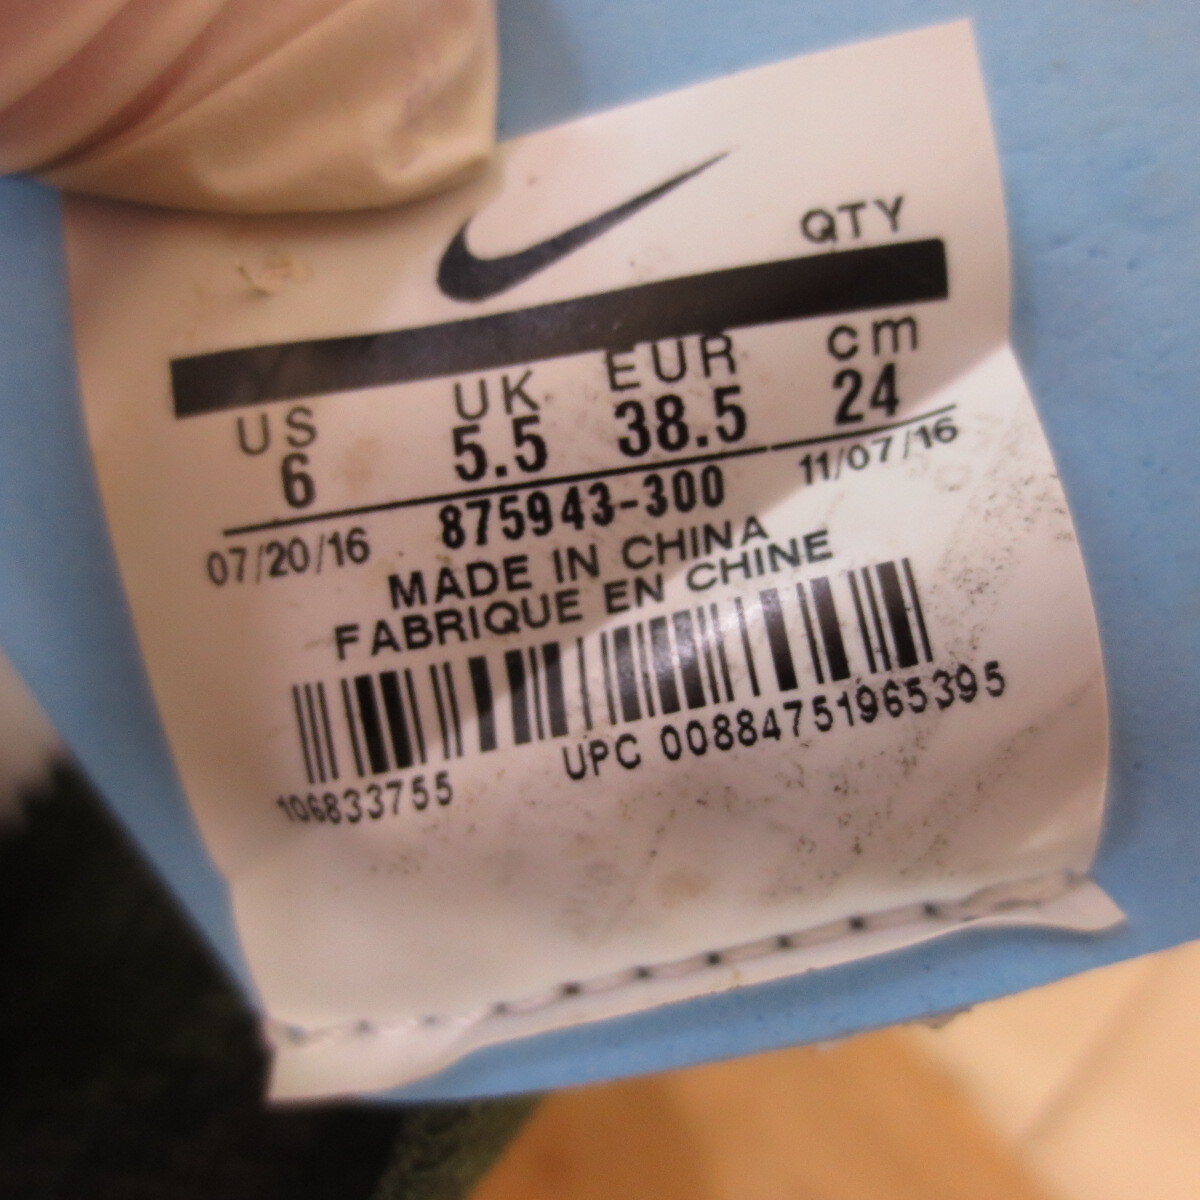 QTY
US UK EUR cm
6 5.5 38.5 24
07/20/16 875943-300 11/07/16
MADE IN CHINA
FABRIQUE EN CHINE
106833755 UPC 00884751965395